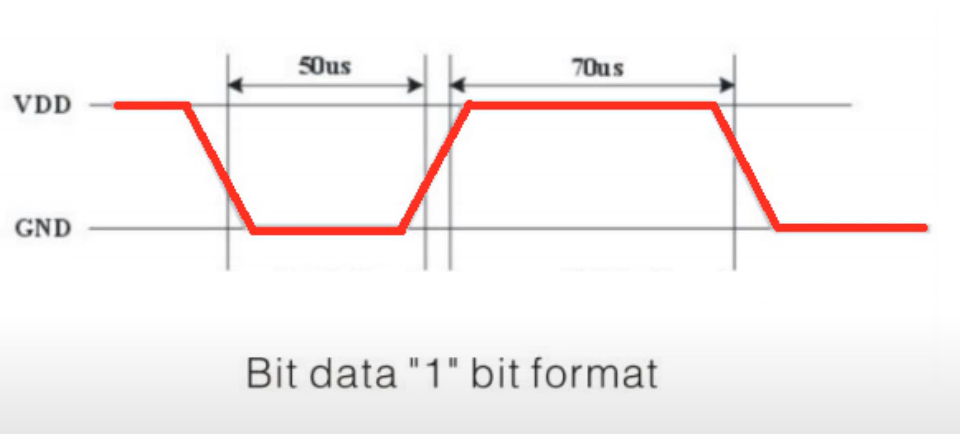 50us 70us
VDD
GND
Bit data "1" bit format